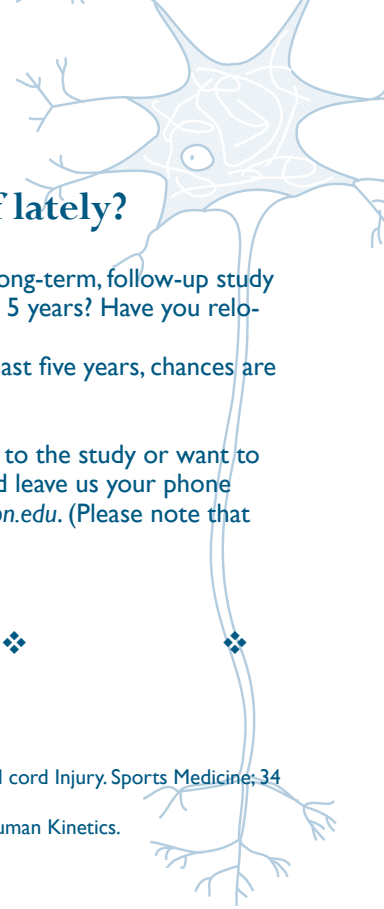 f lately?
ong-term, follow-up study
5 years? Have you relo-
ast five years, chances are
to the study or want to
d leave us your phone
on.edu. (Please note that
❖ ❖
l cord Injury. Sports Medicine; 34
uman Kinetics.